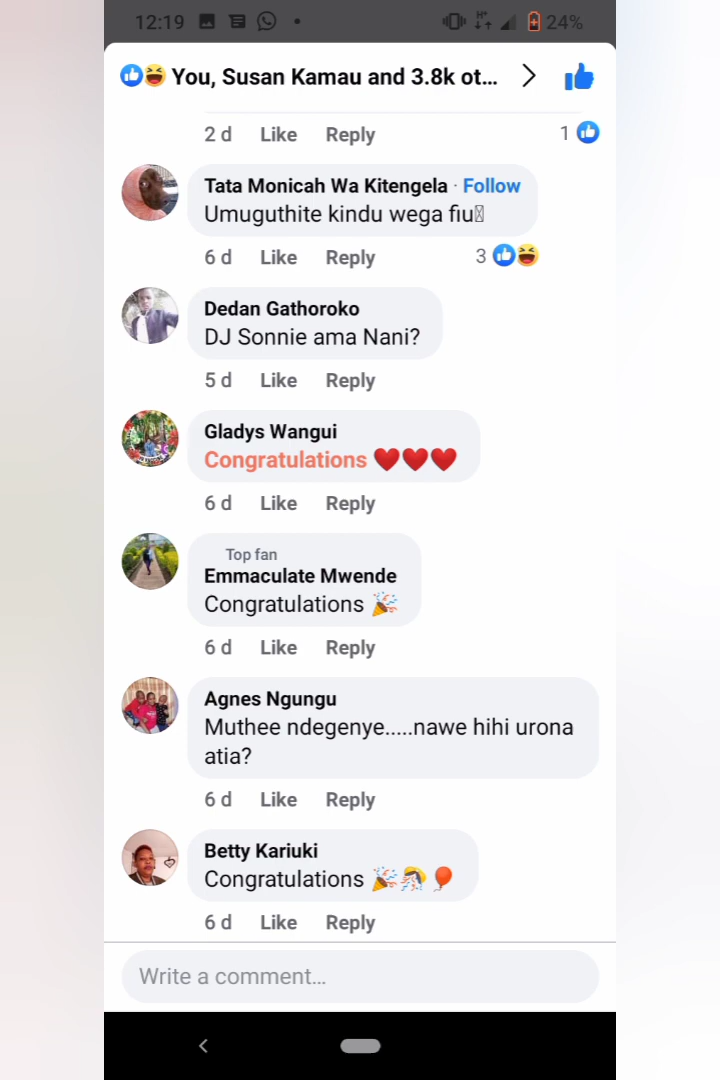 12:19
24%
You, Susan Kamau and 3.8k ot...
2 d Like Reply 1
Tata Monicah Wa Kitengela · Follow
Umuguthite kindu wega fiu
6 d Like Reply 3
Dedan Gathoroko
DJ Sonnie ama Nani?
5 d Like Reply
Gladys Wangui
Congratulations ❤️❤️❤️
6 d Like Reply
Top fan
Emmaculate Mwende
Congratulations 🎉
6 d Like Reply
Agnes Ngungu
Muthee ndegenye.....nawe hihi urona
atia?
6 d Like Reply
Betty Kariuki
Congratulations 🎉🎊🎈
6 d Like Reply
Write a comment...